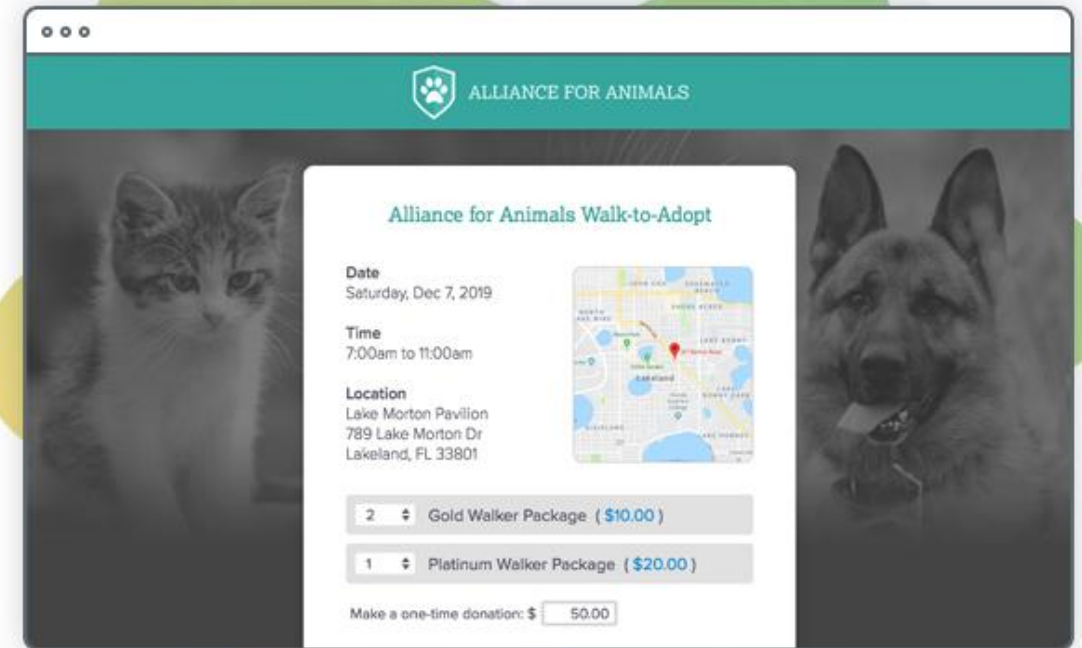 ALLIANCE FOR ANIMALS
Alliance for Animals Walk-to-Adopt
Date
Saturday, Dec 7, 2019
Time
7:00am to 11:00am
Location
Lake Morton Pavilion
789 Lake Morton Dr
Lakeland, FL 33801
Lakeland
2 Gold Walker Package ( $10.00 )
1 Platinum Walker Package ( $20.00 )
Make a one-time donation: $ 50.00